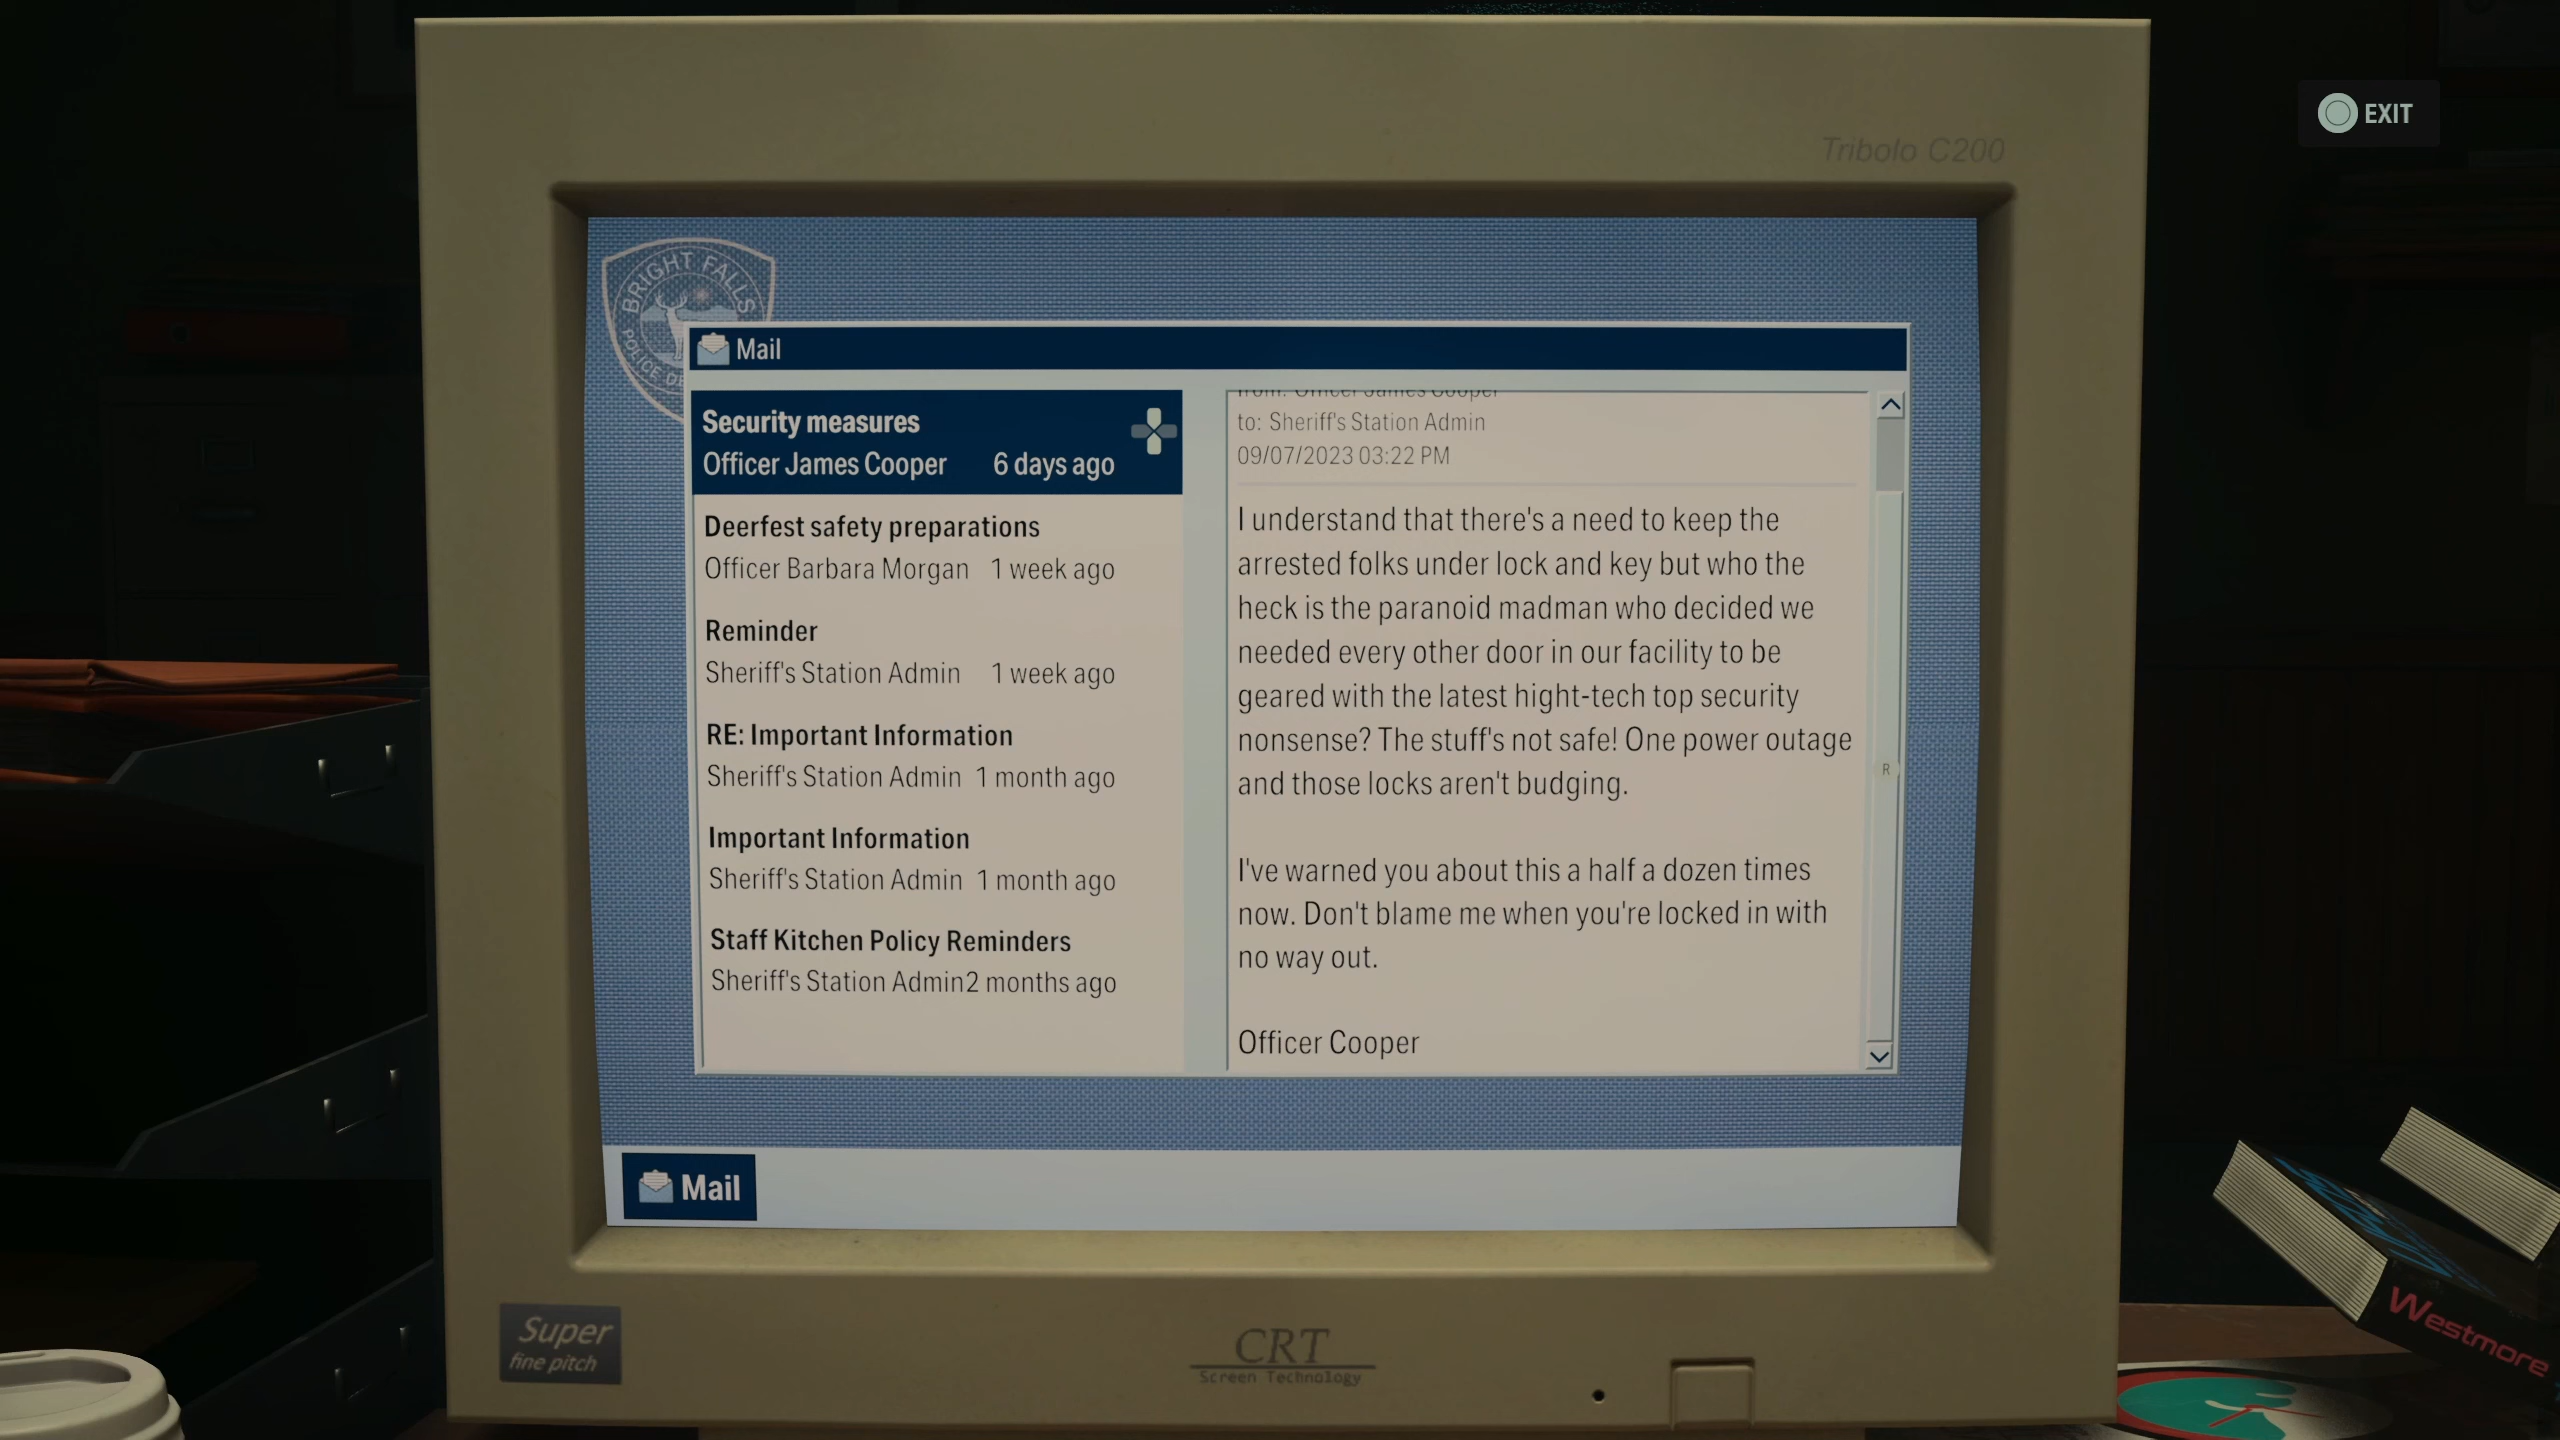 EXIT
Tribolo C200
BRIGHT FALLS
POLICE DE
Mail
Security measures
Officer James Cooper 6 days ago
Deerfest safety preparations
Officer Barbara Morgan 1 week ago
Reminder
Sheriff's Station Admin 1 week ago
RE: Important Information
Sheriff's Station Admin 1 month ago
Important Information
Sheriff's Station Admin 1 month ago
Staff Kitchen Policy Reminders
Sheriff's Station Admin2 months ago
from: Officer James Cooper
to: Sheriff's Station Admin
09/07/2023 03:22 PM
I understand that there's a need to keep the
arrested folks under lock and key but who the
heck is the paranoid madman who decided we
needed every other door in our facility to be
geared with the latest hight-tech top security
nonsense? The stuff's not safe! One power outage
and those locks aren't budging.
I've warned you about this a half a dozen times
now. Don't blame me when you're locked in with
no way out.
Officer Cooper
R
Mail
Super
fine pitch
CRT
Screen Technology
Westmore